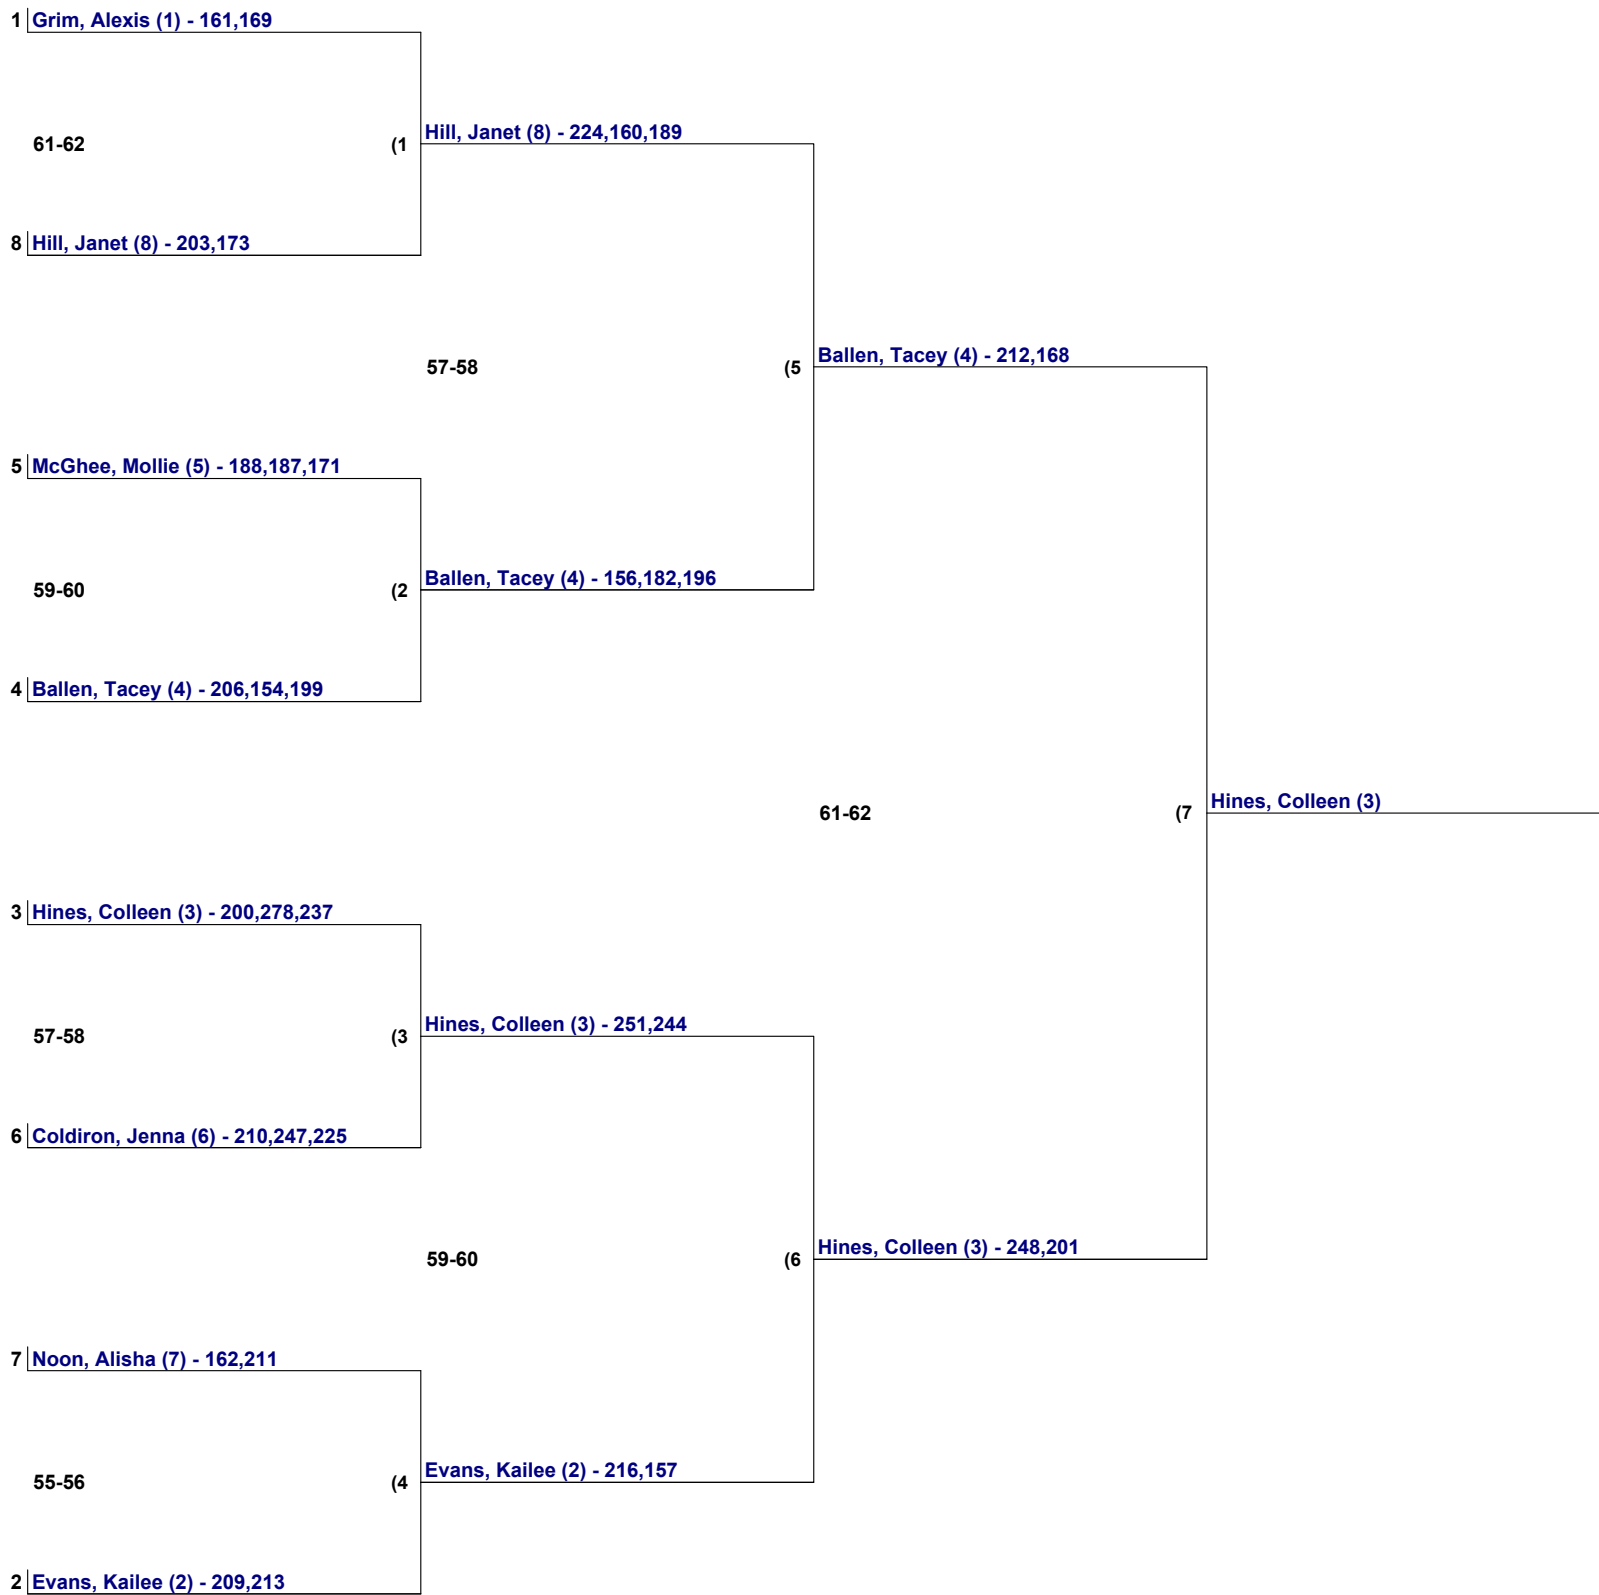 1 Grim, Alexis (1) - 161,169
61-62 (1 Hill, Janet (8) - 224,160,189
8 Hill, Janet (8) - 203,173
57-58 (5 Ballen, Tacey (4) - 212,168
5 McGhee, Mollie (5) - 188,187,171
59-60 (2 Ballen, Tacey (4) - 156,182,196
4 Ballen, Tacey (4) - 206,154,199
61-62 (7 Hines, Colleen (3)
3 Hines, Colleen (3) - 200,278,237
57-58 (3 Hines, Colleen (3) - 251,244
6 Coldiron, Jenna (6) - 210,247,225
59-60 (6 Hines, Colleen (3) - 248,201
7 Noon, Alisha (7) - 162,211
55-56 (4 Evans, Kailee (2) - 216,157
2 Evans, Kailee (2) - 209,213